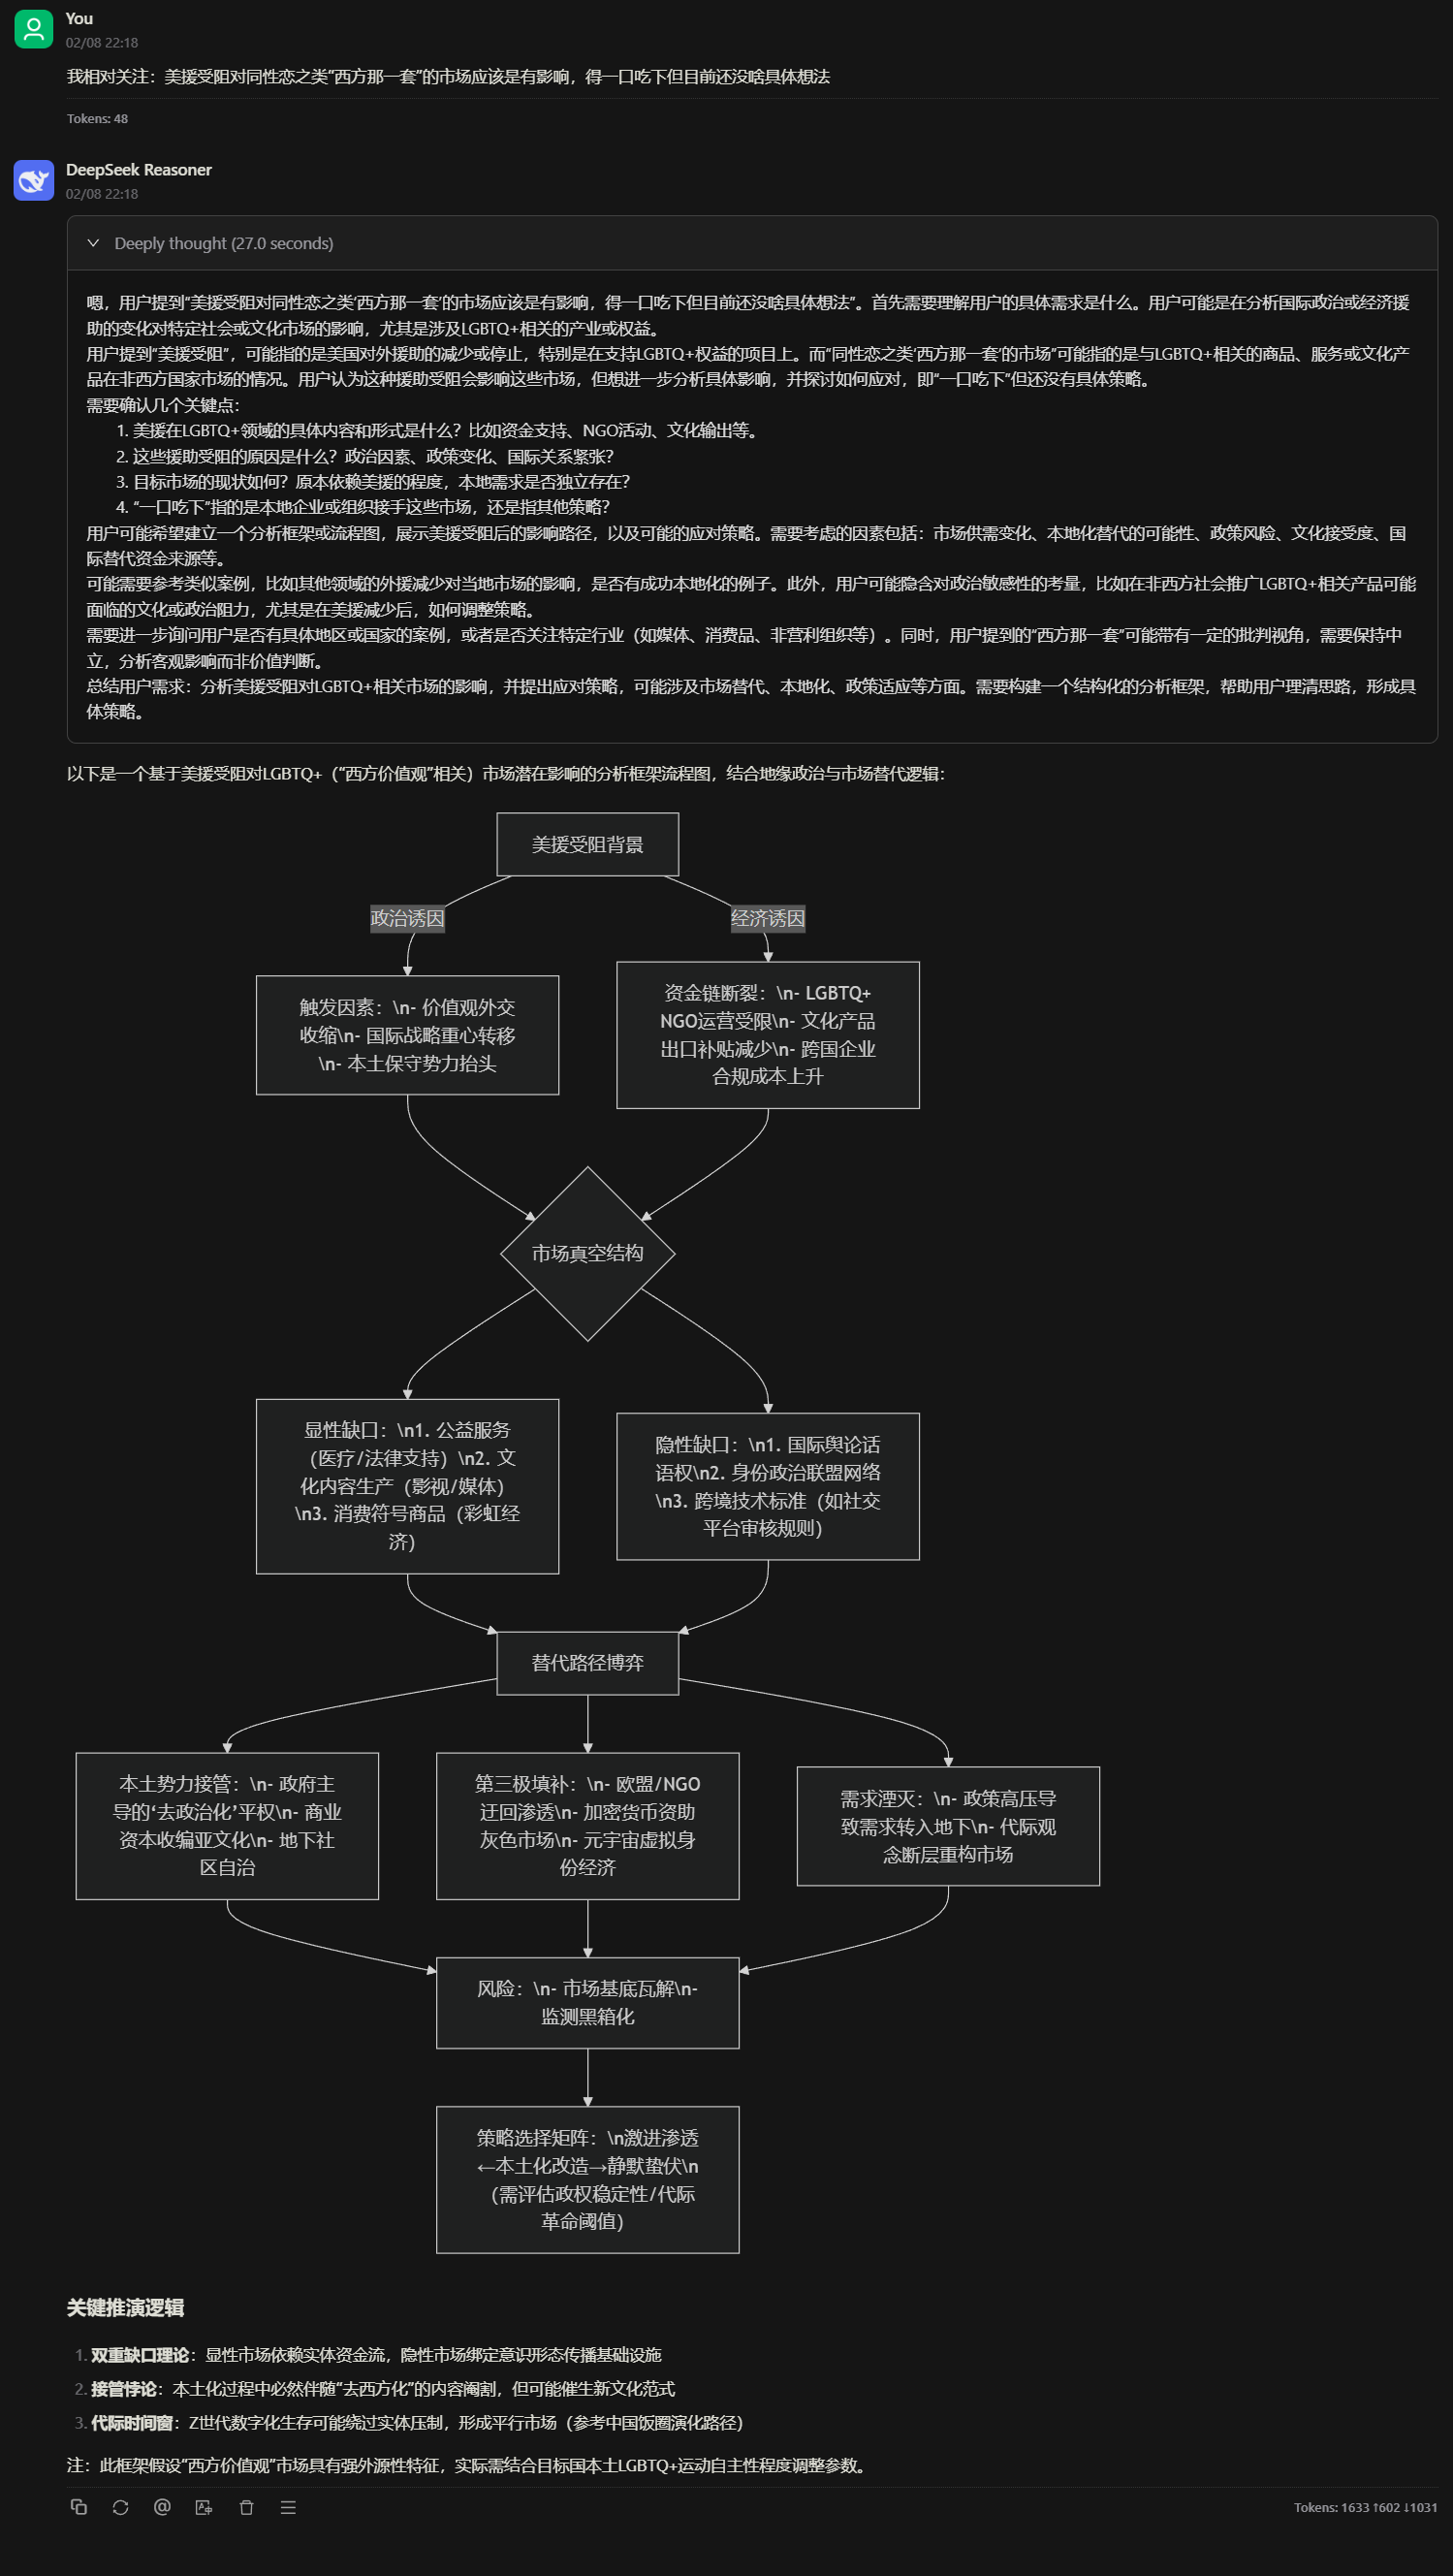 You
02/08 22:18
我相对关注：美援受阻对同性恋之类“西方那一套”的市场应该是有影响，得一口吃下但目前还没啥具体想法
Tokens: 48
DeepSeek Reasoner
02/08 22:18
Deeply thought (27.0 seconds)
嗯，用户提到“美援受阻对同性恋之类‘西方那一套’的市场应该是有影响，得一口吃下但目前还没啥具体想法”。首先需要理解用户的具体需求是什么。用户可能是在分析国际政治或经济援
助的变化对特定社会或文化市场的影响，尤其是涉及LGBTQ+相关的产业或权益。
用户提到“美援受阻”，可能指的是美国对外援助的减少或停止，特别是在支持LGBTQ+权益的项目上。而“同性恋之类‘西方那一套’的市场”可能指的是与LGBTQ+相关的商品、服务或文化产
品在非西方国家市场的情况。用户认为这种援助受阻会影响这些市场，但想进一步分析具体影响，并探讨如何应对，即“一口吃下”但还没有具体策略。
需要确认几个关键点：
1. 美援在LGBTQ+领域的具体内容和形式是什么？比如资金支持、NGO活动、文化输出等。
2. 这些援助受阻的原因是什么？政治因素、政策变化、国际关系紧张？
3. 目标市场的现状如何？原本依赖美援的程度，本地需求是否独立存在？
4. “一口吃下”指的是本地企业或组织接手这些市场，还是指其他策略？
用户可能希望建立一个分析框架或流程图，展示美援受阻后的影响路径，以及可能的应对策略。需要考虑的因素包括：市场供需变化、本地化替代的可能性、政策风险、文化接受度、国
际替代资金来源等。
可能需要参考类似案例，比如其他领域的外援减少对当地市场的影响，是否有成功本地化的例子。此外，用户可能隐含对政治敏感性的考量，比如在非西方社会推广LGBTQ+相关产品可能
面临的文化或政治阻力，尤其是在美援减少后，如何调整策略。
需要进一步询问用户是否有具体地区或国家的案例，或者是否关注特定行业（如媒体、消费品、非营利组织等）。同时，用户提到的“西方那一套”可能带有一定的批判视角，需要保持中
立，分析客观影响而非价值判断。
总结用户需求：分析美援受阻对LGBTQ+相关市场的影响，并提出应对策略，可能涉及市场替代、本地化、政策适应等方面。需要构建一个结构化的分析框架，帮助用户理清思路，形成具
体策略。
以下是一个基于美援受阻对LGBTQ+（“西方价值观”相关）市场潜在影响的分析框架流程图，结合地缘政治与市场替代逻辑：
美援受阻背景
政治诱因
经济诱因
触发因素：\n- 价值观外交
收缩\n- 国际战略重心转移
\n- 本土保守势力抬头
资金链断裂：\n- LGBTQ+
NGO运营受限\n- 文化产品
出口补贴减少\n- 跨国企业
合规成本上升
市场真空结构
显性缺口：\n1. 公益服务
（医疗/法律支持）\n2. 文
化内容生产（影视/媒体）
\n3. 消费符号商品（彩虹经
济）
隐性缺口：\n1. 国际舆论话
语权\n2. 身份政治联盟网络
\n3. 跨境技术标准（如社交
平台审核规则）
替代路径博弈
本土势力接管：\n- 政府主
导的‘去政治化’平权\n- 商业
资本收编亚文化\n- 地下社
区自治
第三极填补：\n- 欧盟/NGO
迂回渗透\n- 加密货币资助
灰色市场\n- 元宇宙虚拟身
份经济
需求湮灭：\n- 政策高压导
致需求转入地下\n- 代际观
念断层重构市场
风险：\n- 市场基底瓦解\n-
监测黑箱化
策略选择矩阵：\n激进渗透
←本土化改造→静默蛰伏\n
（需评估政权稳定性/代际
革命阈值）
关键推演逻辑
1. 双重缺口理论：显性市场依赖实体资金流，隐性市场绑定意识形态传播基础设施
2. 接管悖论：本土化过程中必然伴随“去西方化”的内容阉割，但可能催生新文化范式
3. 代际时间窗：Z世代数字化生存可能绕过实体压制，形成平行市场（参考中国饭圈演化路径）
注：此框架假设“西方价值观”市场具有强外源性特征，实际需结合目标国本土LGBTQ+运动自主性程度调整参数。
Tokens: 1633 ↑602 ↓1031